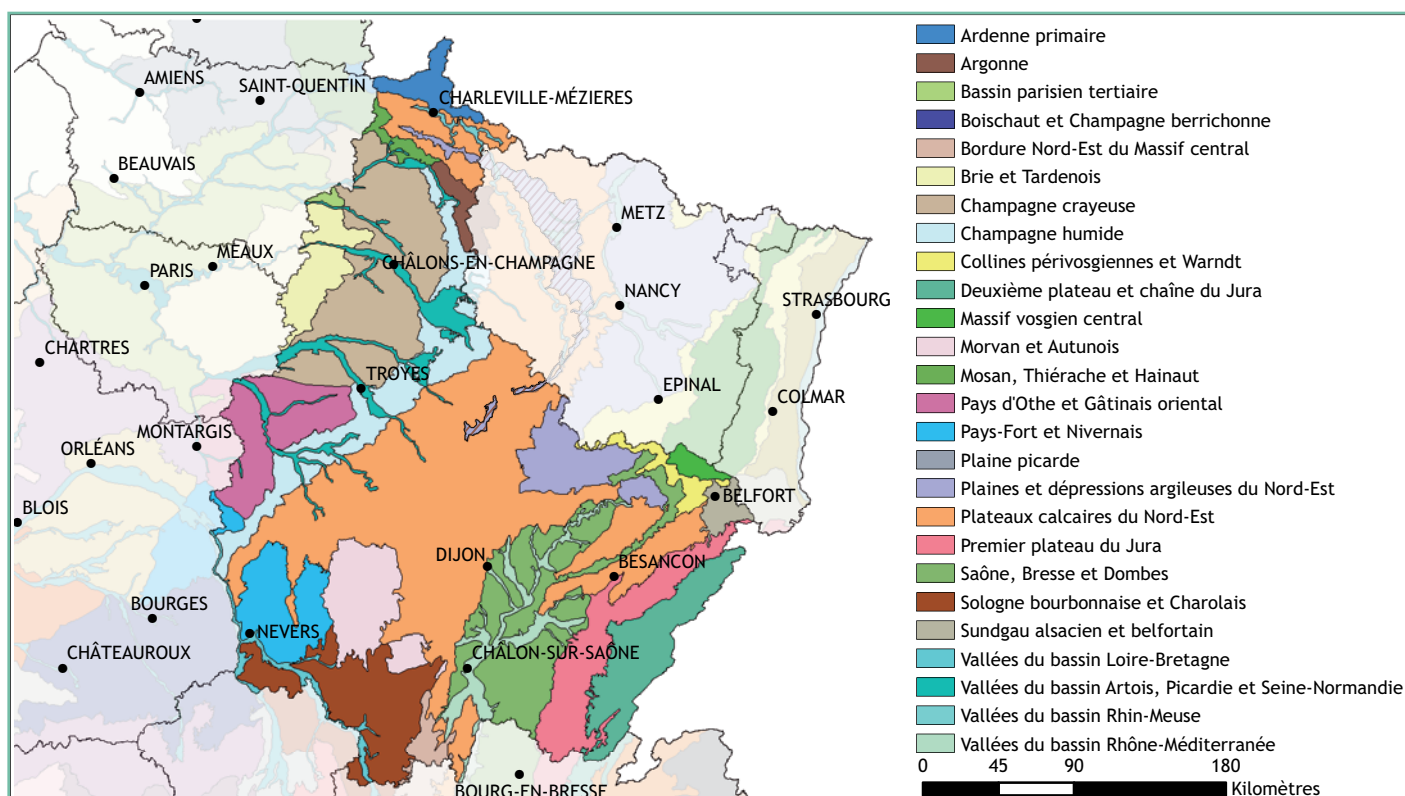 AMIENS
SAINT-QUENTIN
CHARLEVILLE-MÉZIERES
BEAUVAIS
METZ
MEAUX
CHÂLONS-EN-CHAMPAGNE
PARIS
NANCY
STRASBOURG
CHARTRES
TROYES
EPINAL
COLMAR
MONTARGIS
ORLÉANS
BELFORT
BLOIS
DIJON
BESANCON
BOURGES
NEVERS
CHÂTEAUROUX
CHÂLON-SUR-SAÔNE
BOURG-EN-BRESSE
Ardenne primaire
Argonne
Bassin parisien tertiaire
Boischaut et Champagne berrichonne
Bordure Nord-Est du Massif central
Brie et Tardenois
Champagne crayeuse
Champagne humide
Collines périvosgiennes et Warndt
Deuxième plateau et chaîne du Jura
Massif vosgien central
Morvan et Autunois
Mosan, Thiérache et Hainaut
Pays d'Othe et Gâtinais oriental
Pays-Fort et Nivernais
Plaine picarde
Plaines et dépressions argileuses du Nord-Est
Plateaux calcaires du Nord-Est
Premier plateau du Jura
Saône, Bresse et Dombes
Sologne bourbonnaise et Charolais
Sundgau alsacien et belfortain
Vallées du bassin Loire-Bretagne
Vallées du bassin Artois, Picardie et Seine-Normandie
Vallées du bassin Rhin-Meuse
Vallées du bassin Rhône-Méditerranée
0 45 90 180
Kilomètres